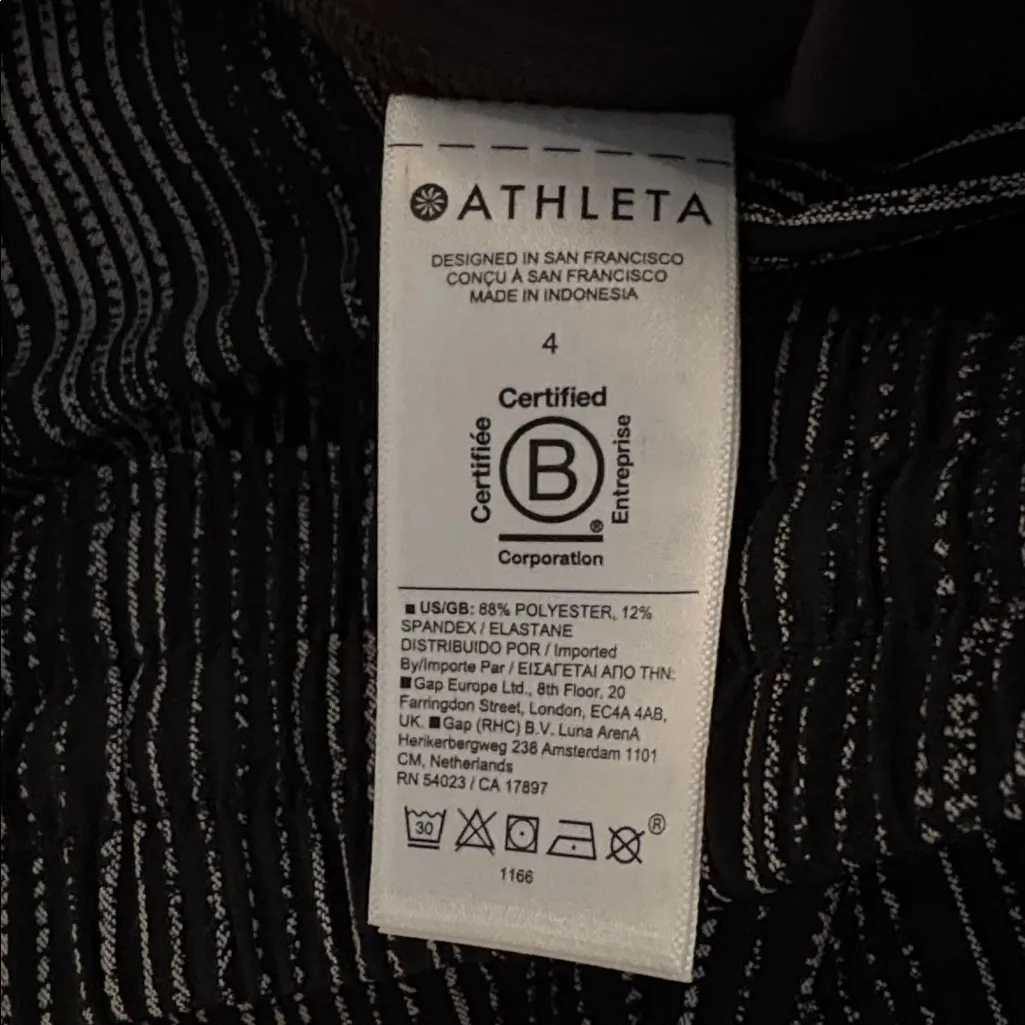 ATHLETA
DESIGNED IN SAN FRANCISCO
CONÇU À SAN FRANCISCO
MADE IN INDONESIA
4
Certified
Certifiée
B
Entreprise
®
Corporation
US/GB: 88% POLYESTER, 12%
SPANDEX / ELASTANE
DISTRIBUIDO POR / Imported
By/Importe Par / ΕΙΣΑΓΕΤΑΙ ΑΠΟ ΤΗΝ:
Gap Europe Ltd., 8th Floor, 20
Farringdon Street, London, EC4A 4AB,
UK. Gap (RHC) B.V. Luna ArenA
Herikerbergweg 238 Amsterdam 1101
CM, Netherlands
RN 54023 / CA 17897
30 ®
1166